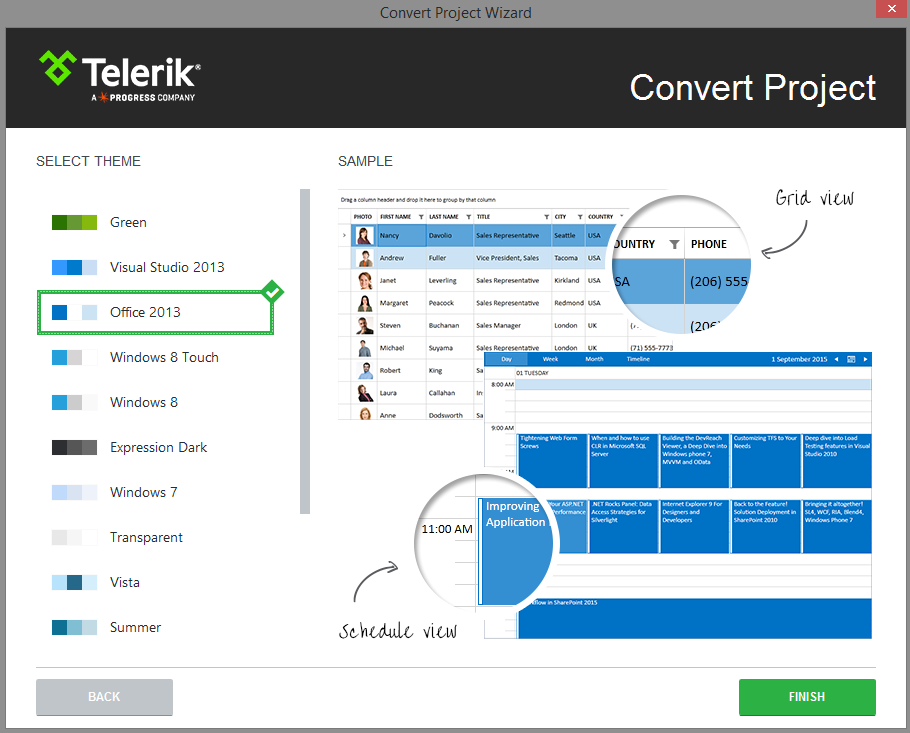 Convert Project Wizard
Telerik®
A PROGRESS COMPANY
Convert Project
SELECT THEME
Green
Visual Studio 2013
Office 2013
Windows 8 Touch
Windows 8
Expression Dark
Windows 7
Transparent
Vista
Summer
SAMPLE
Drag a column header and drop it here to group by that column
PHOTO FIRST NAME LAST NAME TITLE CITY COUNTRY
Nancy Davolio Sales Representative Seattle USA
Andrew Fuller Vice President, Sales Tacoma USA
Janet Leverling Sales Representative Kirkland USA
Margaret Peacock Sales Representative Redmond USA
Steven Buchanan Sales Manager London UK (7
Michael Suyama Sales Representative London UK (71) 555-7773
Robert King Sa
Laura Callahan In
Anne Dodsworth Sa
OUNTRY PHONE
SA (206) 555
(206
Grid view
Day Week Month Timeline 1 September 2015
01 TUESDAY
8:00 AM
9:00 AM
Tightening Web Form
Screws
When and how to use
CLR in Microsoft SQL
Server
Building the DevReach
Viewer, a Deep Dive into
Windows phone 7,
MVVM and OData
Customizing TFS to Your
Needs
Deep dive into Load
Testing features in Visual
Studio 2010
Your ASP.NET
Performance
.NET Rocks Panel: Data
Access Strategies for
Silverlight
Internet Explorer 9 For
Designers and
Developers
Back to the Feature!
Solution Deployment in
SharePoint 2010
Bringing it altogether!
SL4, WCF, RIA, Blend4,
Windows Phone 7
11:00 AM
Improving
Application
kflow in SharePoint 2015
Schedule view
BACK
FINISH